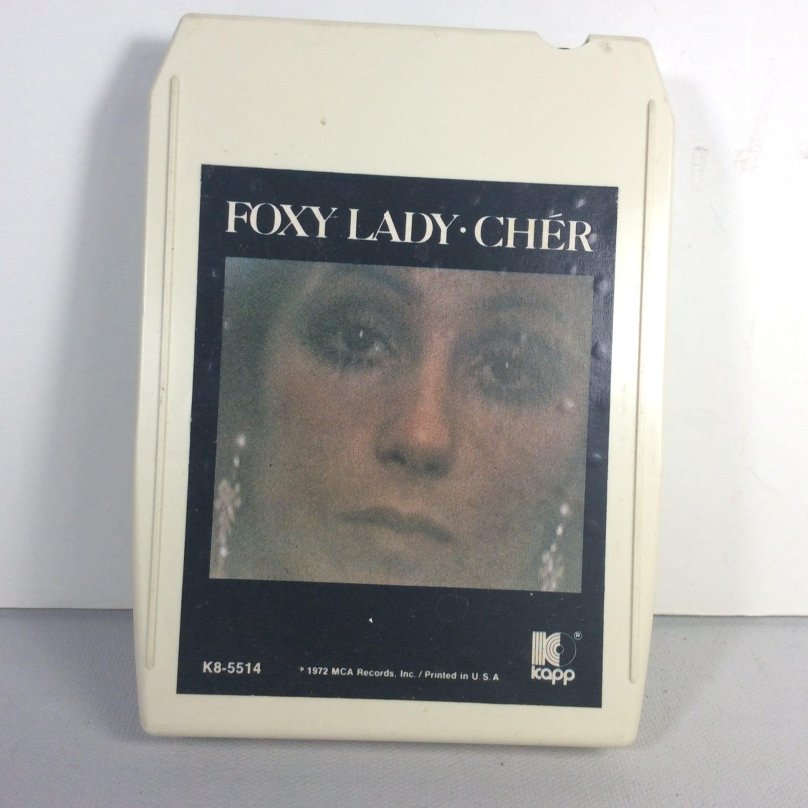 FOXY LADY · CHÉR
K8-5514
℗ 1972 MCA Records, Inc. / Printed in U.S.A
kapp